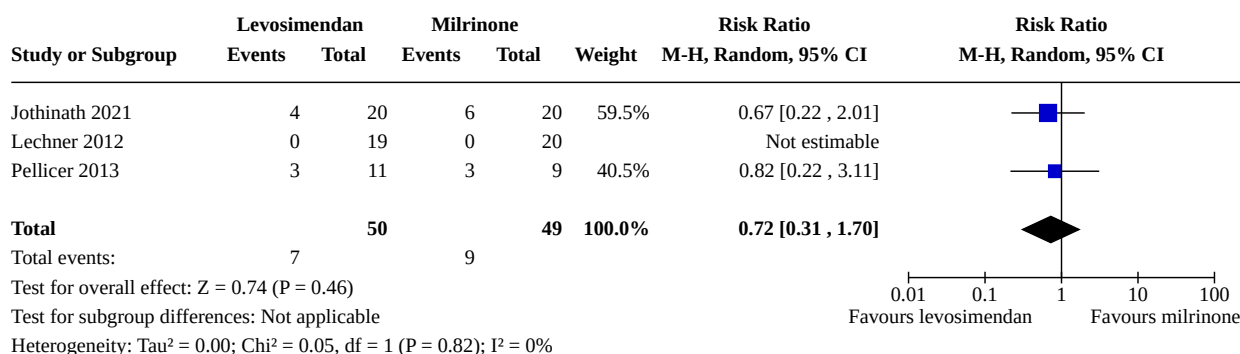 Levosimendan Milrinone Risk Ratio Risk Ratio
Study or Subgroup Events Total Events Total Weight M-H, Random, 95% CI M-H, Random, 95% CI
Jothinath 2021 4 20 6 20 59.5% 0.67 [0.22 , 2.01]
Lechner 2012 0 19 0 20 Not estimable
Pellicer 2013 3 11 3 9 40.5% 0.82 [0.22 , 3.11]
Total 50 49 100.0% 0.72 [0.31 , 1.70]
Total events: 7 9
Test for overall effect: Z = 0.74 (P = 0.46) 0.01 0.1 1 10 100
Test for subgroup differences: Not applicable Favours levosimendan Favours milrinone
Heterogeneity: Tau² = 0.00; Chi² = 0.05, df = 1 (P = 0.82); I² = 0%